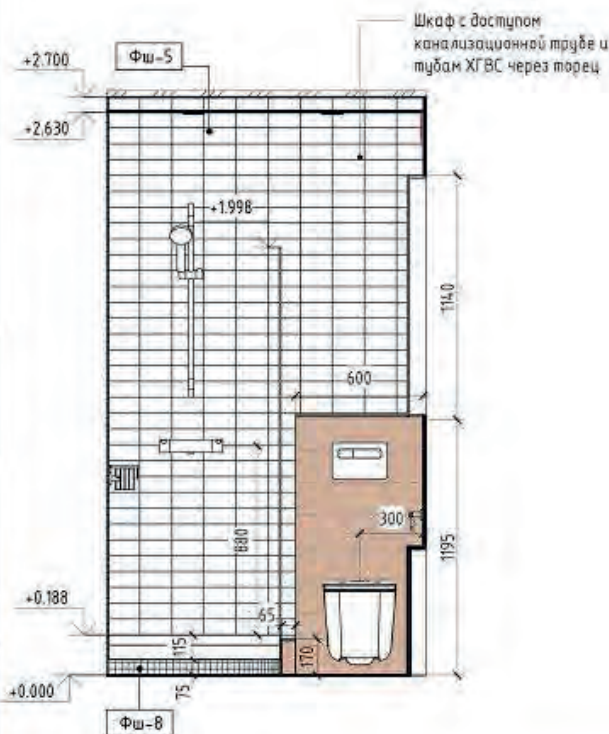 Шкаф с доступом
канализационной трубе и
тубам ХГВС через торец
+2.700
Фш-5
+2.630
+1.998
1140
600
880
300
1195
+0.188
65
115
170
+0.000
75
Фш-8